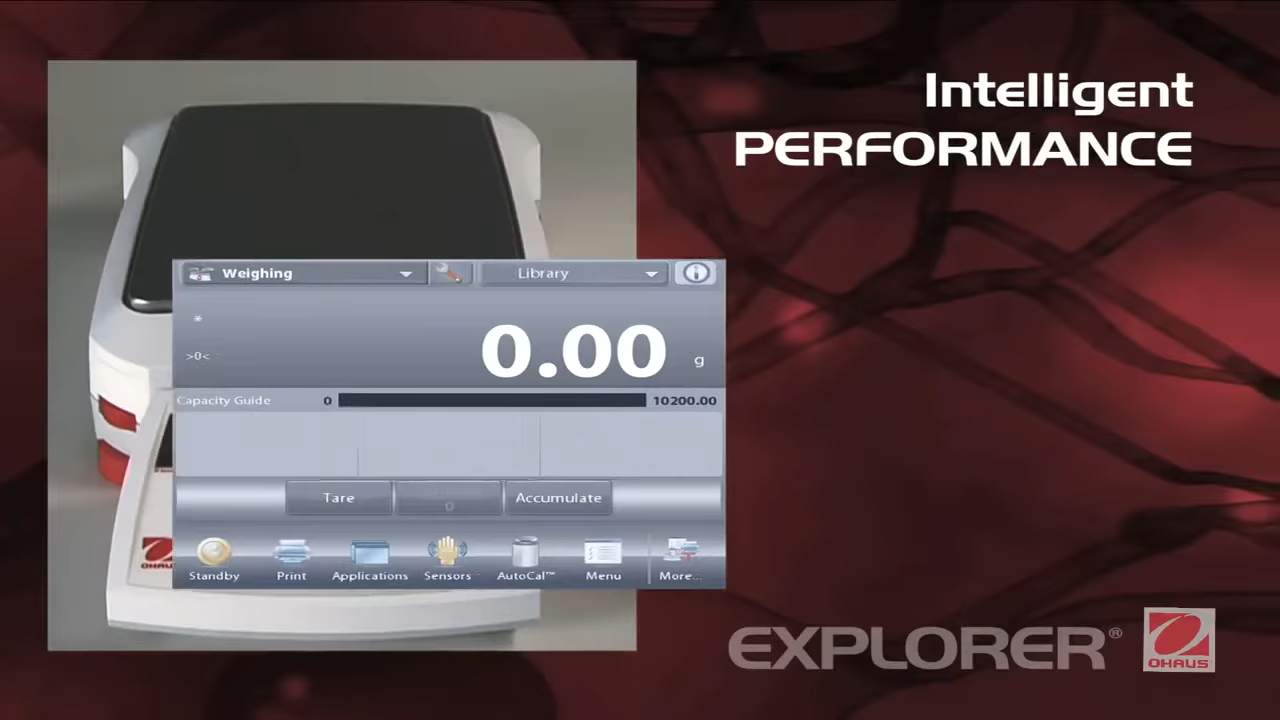 Intelligent
PERFORMANCE
Weighing
Library
*
>0<
0.00 g
Capacity Guide 0 10200.00
Tare
0
Accumulate
Standby
Print
Applications
Sensors
AutoCal™
Menu
More...
EXPLORER®
OHAUS